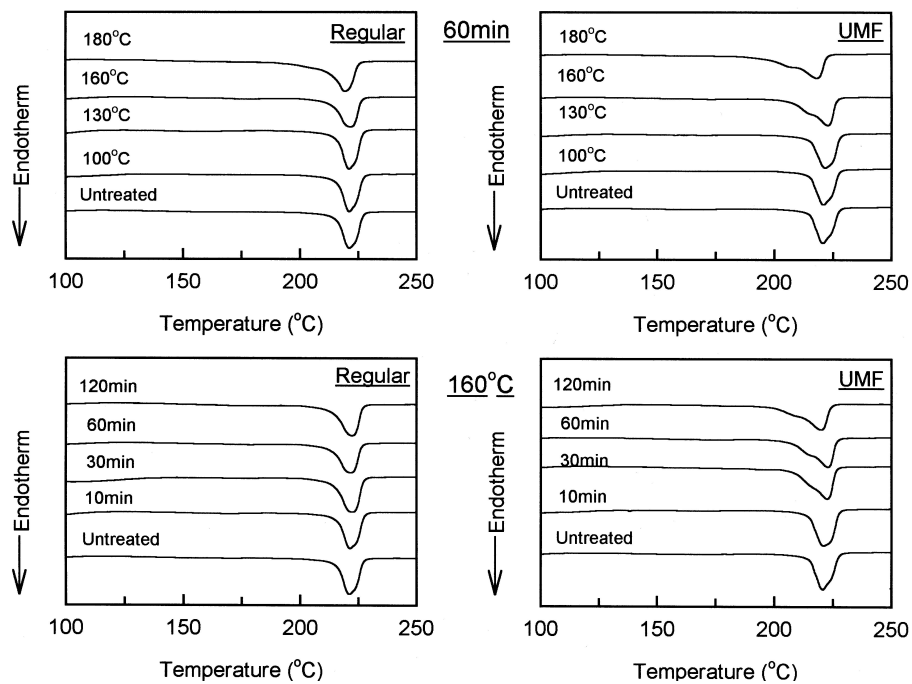 Regular
60min
UMF
180°C
160°C
130°C
100°C
Untreated
Endotherm
100 150 200 250
Temperature (°C)
180°C
160°C
130°C
100°C
Untreated
Endotherm
100 150 200 250
Temperature (°C)
Regular
160°C
UMF
120min
60min
30min
10min
Untreated
Endotherm
100 150 200 250
Temperature (°C)
120min
60min
30min
10min
Untreated
Endotherm
100 150 200 250
Temperature (°C)